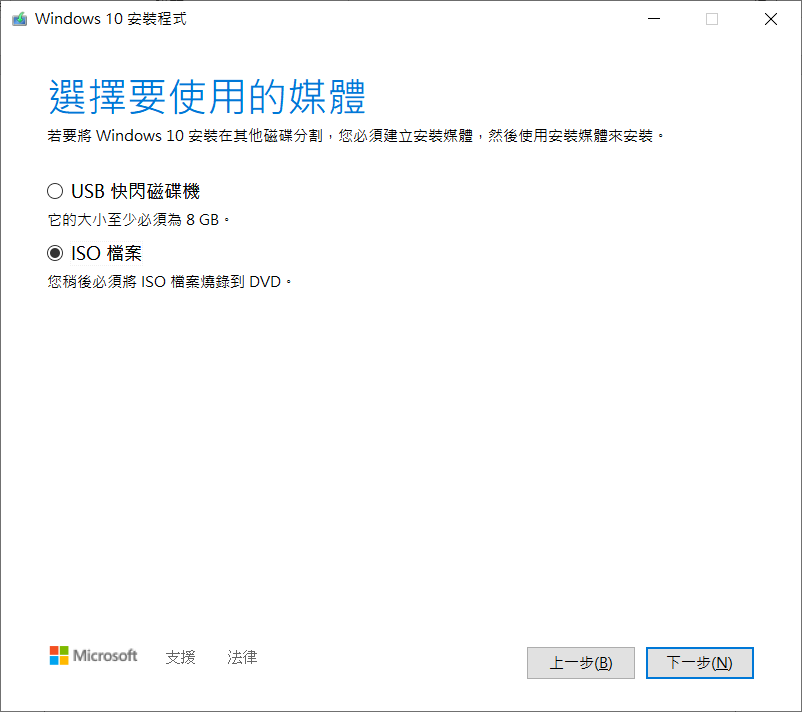 Windows 10 安裝程式
選擇要使用的媒體
若要將 Windows 10 安裝在其他磁碟分割，您必須建立安裝媒體，然後使用安裝媒體來安裝。
USB 快閃磁碟機
它的大小至少必須為 8 GB。
ISO 檔案
您稍後必須將 ISO 檔案燒錄到 DVD。
Microsoft 支援 法律 上一步(B) 下一步(N)